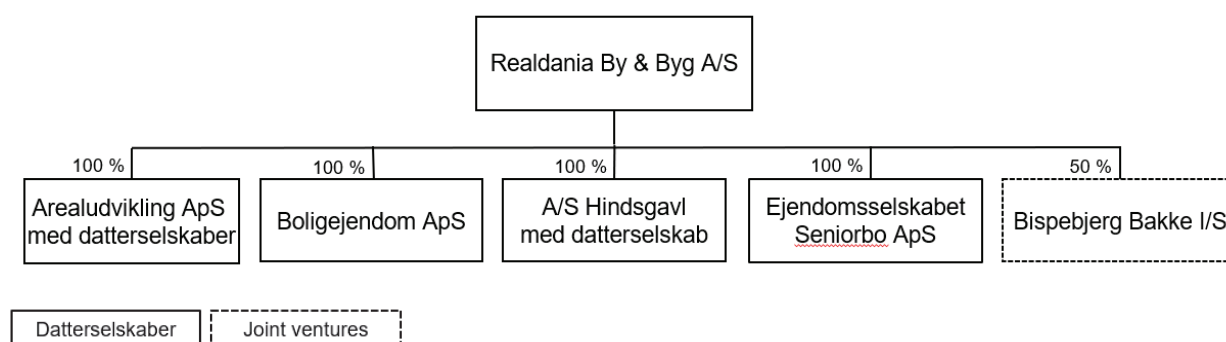 Realdania By & Byg A/S
100 %
100 %
100 %
100 %
50 %
Arealudvikling ApS
med datterselskaber
Boligejendom ApS
A/S Hindsgavl
med datterselskab
Ejendomsselskabet
Seniorbo ApS
Bispebjerg Bakke I/S
Datterselskaber
Joint ventures